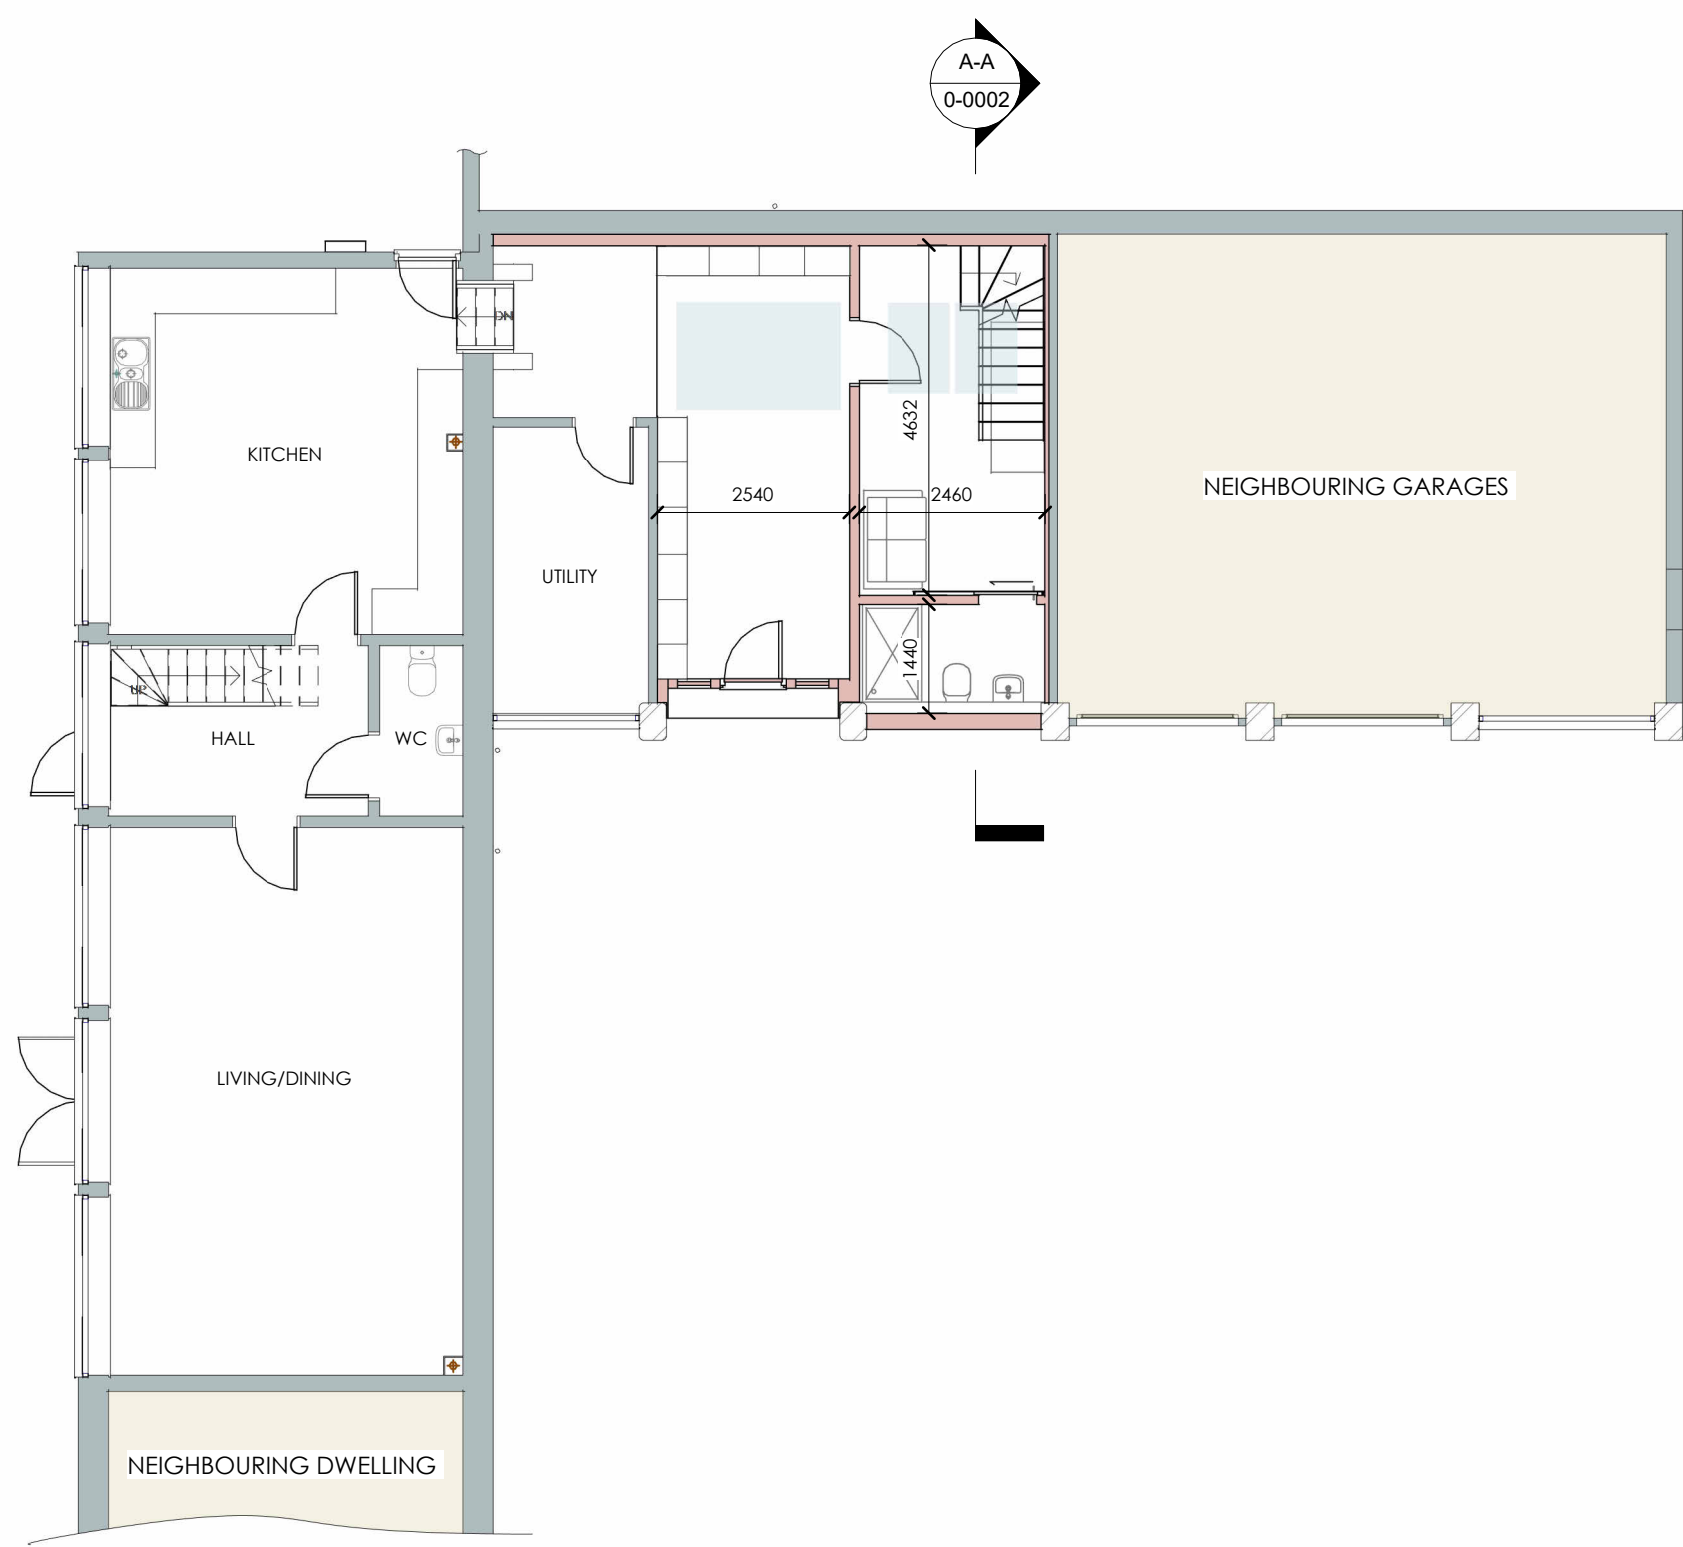 A-A
0-0002
DN
KITCHEN
4632
2540
2460
NEIGHBOURING GARAGES
UTILITY
1440
UP
HALL
WC
LIVING/DINING
NEIGHBOURING DWELLING